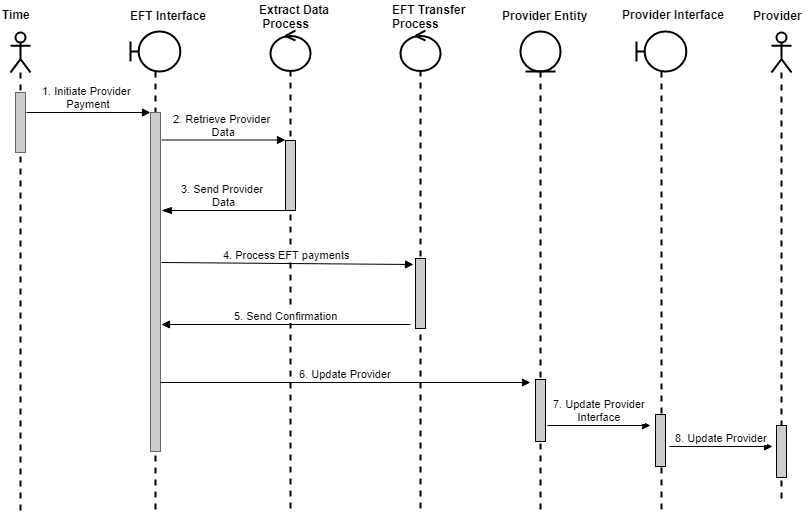 Time
EFT Interface
Extract Data
Process
EFT Transfer
Process
Provider Entity
Provider Interface
Provider
1. Initiate Provider
Payment
2. Retrieve Provider
Data
3. Send Provider
Data
4. Process EFT payments
5. Send Confirmation
6. Update Provider
7. Update Provider
Interface
8. Update Provider